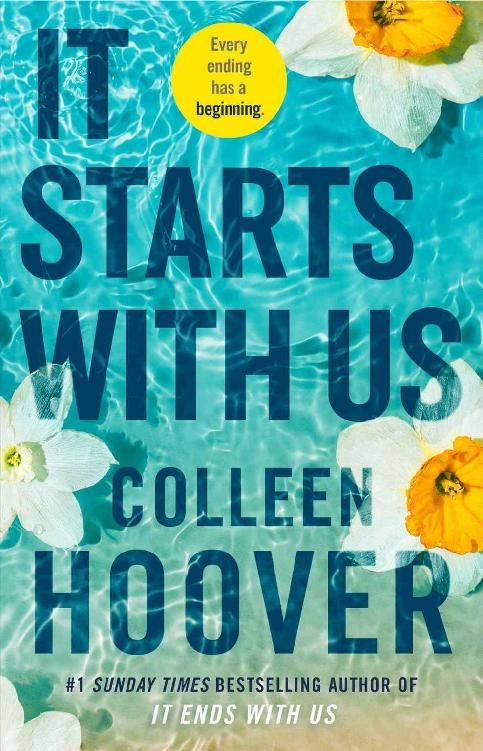 Every
ending
has a
beginning.
IT
STARTS
WITH US
COLLEEN
HOOVER
#1 SUNDAY TIMES BESTSELLING AUTHOR OF
IT ENDS WITH US